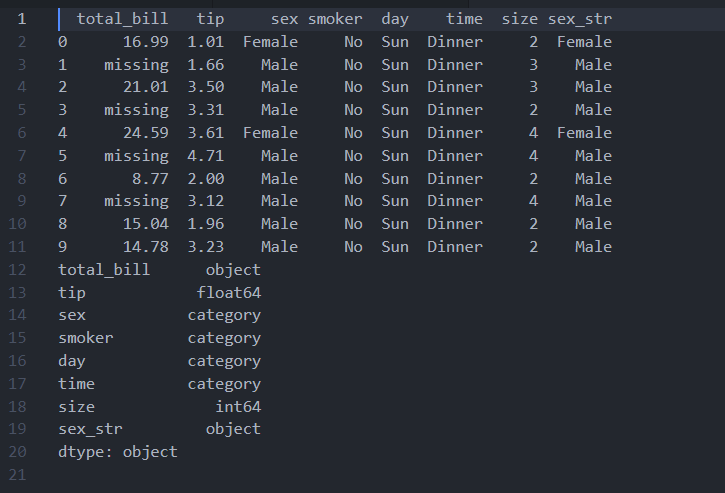 1    total_bill   tip     sex smoker  day    time  size sex_str
2  0      16.99  1.01  Female     No  Sun  Dinner     2  Female
3  1    missing  1.66    Male     No  Sun  Dinner     3    Male
4  2      21.01  3.50    Male     No  Sun  Dinner     3    Male
5  3    missing  3.31    Male     No  Sun  Dinner     2    Male
6  4      24.59  3.61  Female     No  Sun  Dinner     4  Female
7  5    missing  4.71    Male     No  Sun  Dinner     4    Male
8  6       8.77  2.00    Male     No  Sun  Dinner     2    Male
9  7    missing  3.12    Male     No  Sun  Dinner     4    Male
10 8      15.04  1.96    Male     No  Sun  Dinner     2    Male
11 9      14.78  3.23    Male     No  Sun  Dinner     2    Male
12 total_bill      object
13 tip            float64
14 sex           category
15 smoker        category
16 day           category
17 time          category
18 size             int64
19 sex_str         object
20 dtype: object
21